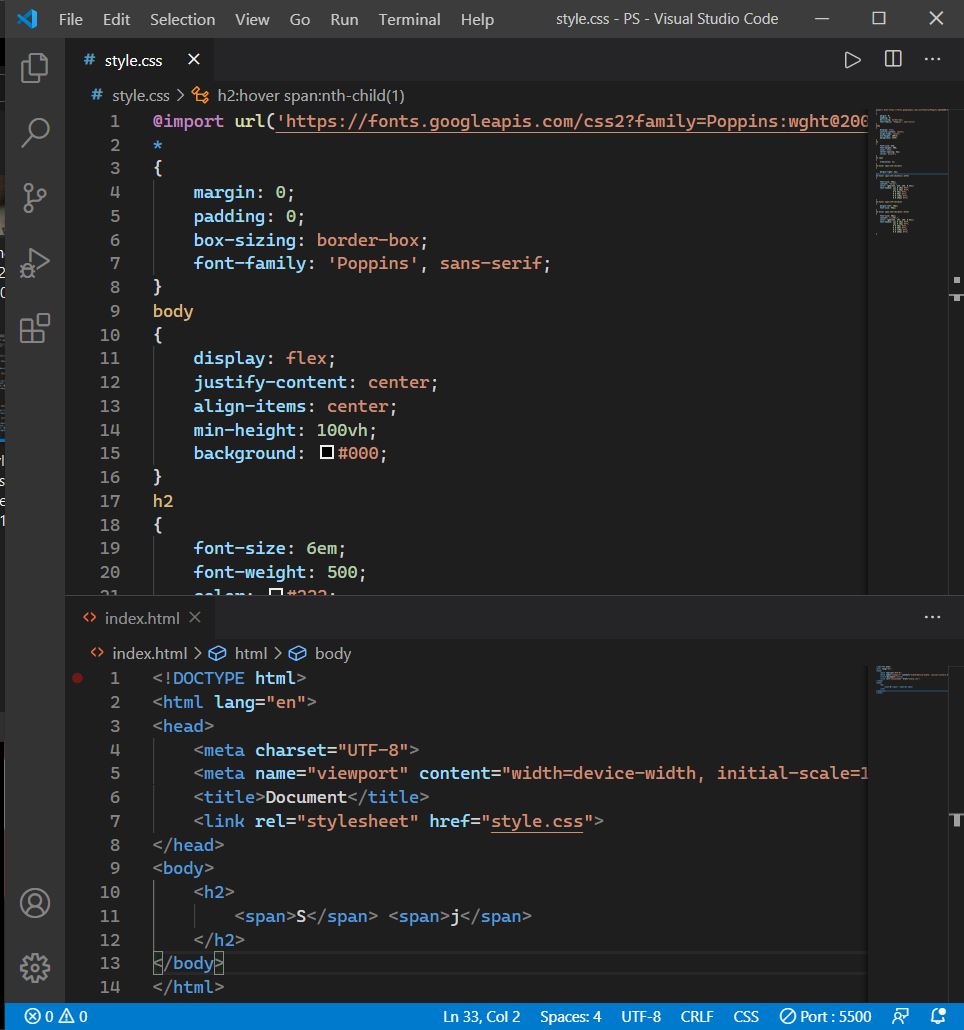 File Edit Selection View Go Run Terminal Help style.css - PS - Visual Studio Code
# style.css
# style.css > h2:hover span:nth-child(1)
1 @import url('https://fonts.googleapis.com/css2?family=Poppins:wght@200
2 *
3 {
4 margin: 0;
5 padding: 0;
6 box-sizing: border-box;
7 font-family: 'Poppins', sans-serif;
8 }
9 body
10 {
11 display: flex;
12 justify-content: center;
13 align-items: center;
14 min-height: 100vh;
15 background: #000;
16 }
17 h2
18 {
19 font-size: 6em;
20 font-weight: 500;
21 color: #222;
index.html
index.html > html > body
1 <!DOCTYPE html>
2 <html lang="en">
3 <head>
4 <meta charset="UTF-8">
5 <meta name="viewport" content="width=device-width, initial-scale=1
6 <title>Document</title>
7 <link rel="stylesheet" href="style.css">
8 </head>
9 <body>
10 <h2>
11 <span>S</span> <span>j</span>
12 </h2>
13 </body>
14 </html>
0 0 Ln 33, Col 2 Spaces: 4 UTF-8 CRLF CSS Port : 5500